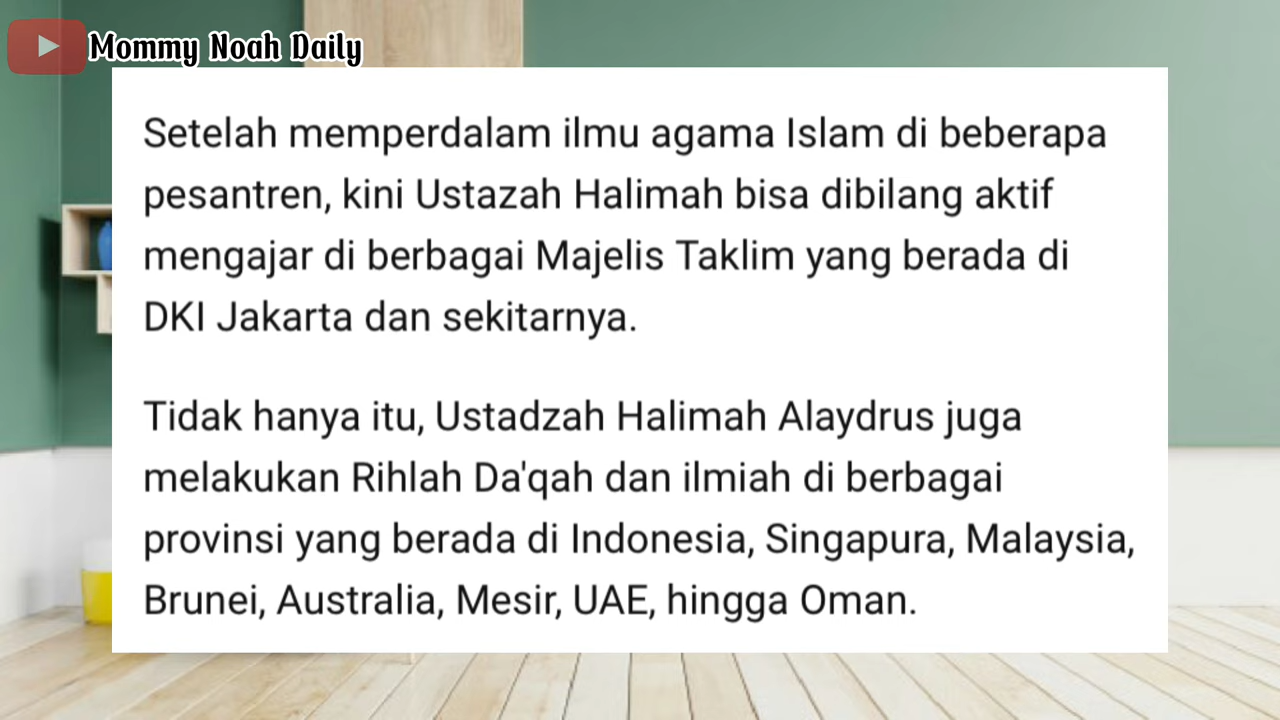 Mommy Noah Daily
Setelah memperdalam ilmu agama Islam di beberapa
pesantren, kini Ustazah Halimah bisa dibilang aktif
mengajar di berbagai Majelis Taklim yang berada di
DKI Jakarta dan sekitarnya.
Tidak hanya itu, Ustadzah Halimah Alaydrus juga
melakukan Rihlah Da'qah dan ilmiah di berbagai
provinsi yang berada di Indonesia, Singapura, Malaysia,
Brunei, Australia, Mesir, UAE, hingga Oman.